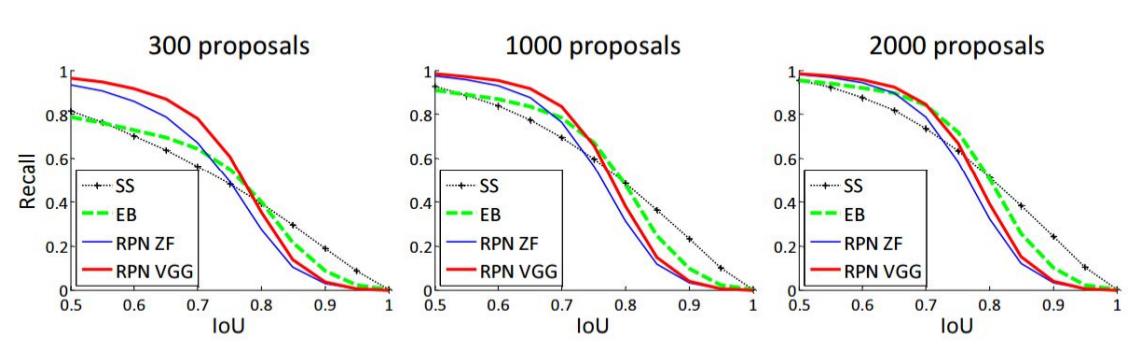 300 proposals
1
0.8
0.6
0.4
0.2
0
Recall
SS
EB
RPN ZF
RPN VGG
0.5 0.6 0.7 0.8 0.9 1
IoU
1000 proposals
1
0.8
0.6
0.4
0.2
0
SS
EB
RPN ZF
RPN VGG
0.5 0.6 0.7 0.8 0.9 1
IoU
2000 proposals
1
0.8
0.6
0.4
0.2
0
SS
EB
RPN ZF
RPN VGG
0.5 0.6 0.7 0.8 0.9 1
IoU